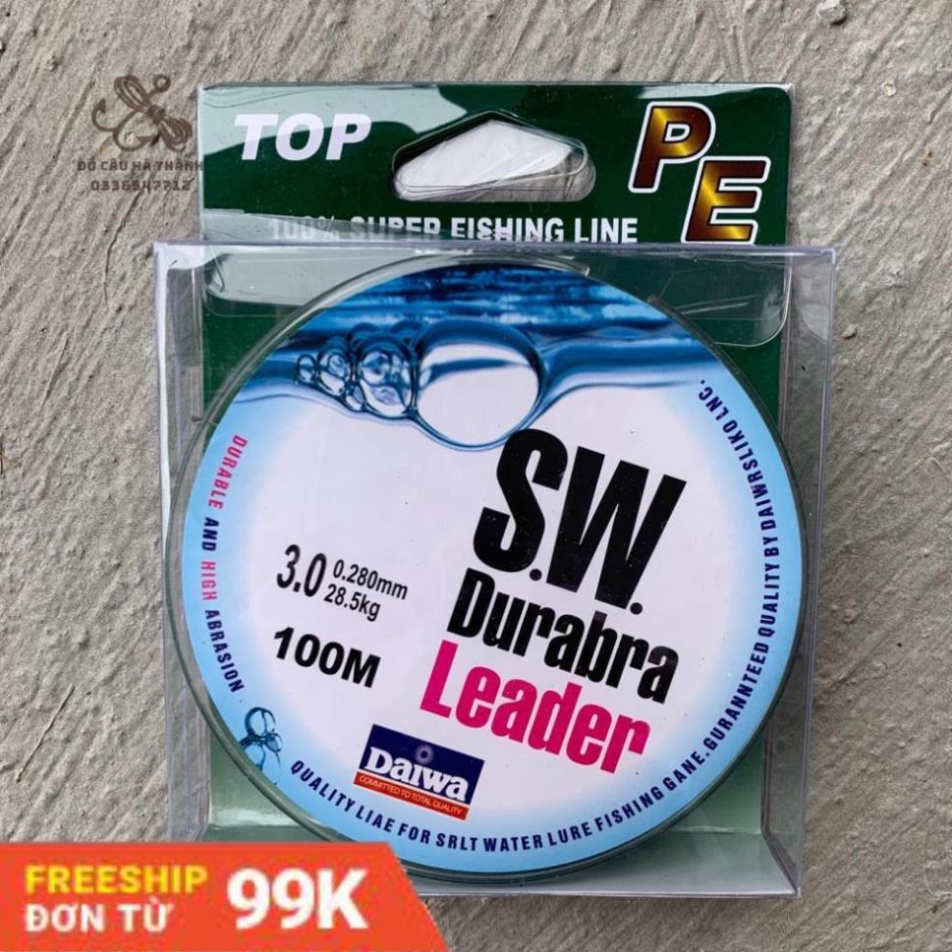 TOP
PE
ĐỒ CÂU HÀ THÀNH
0336547712
100% SUPER FISHING LINE
DURABLE AND HIGH ABRASION
S.W.
Durabra
Leader
3.0 0.280mm
28.5kg
100M
Daiwa
COMMITTED TO TOTAL QUALITY
QUALITY LIAE FOR SRLT WATER LURE FISHING GANE. GURANNTEED QUALITY BY DAIWRSLIKO LNC.
FREESHIP
ĐƠN TỪ
99K